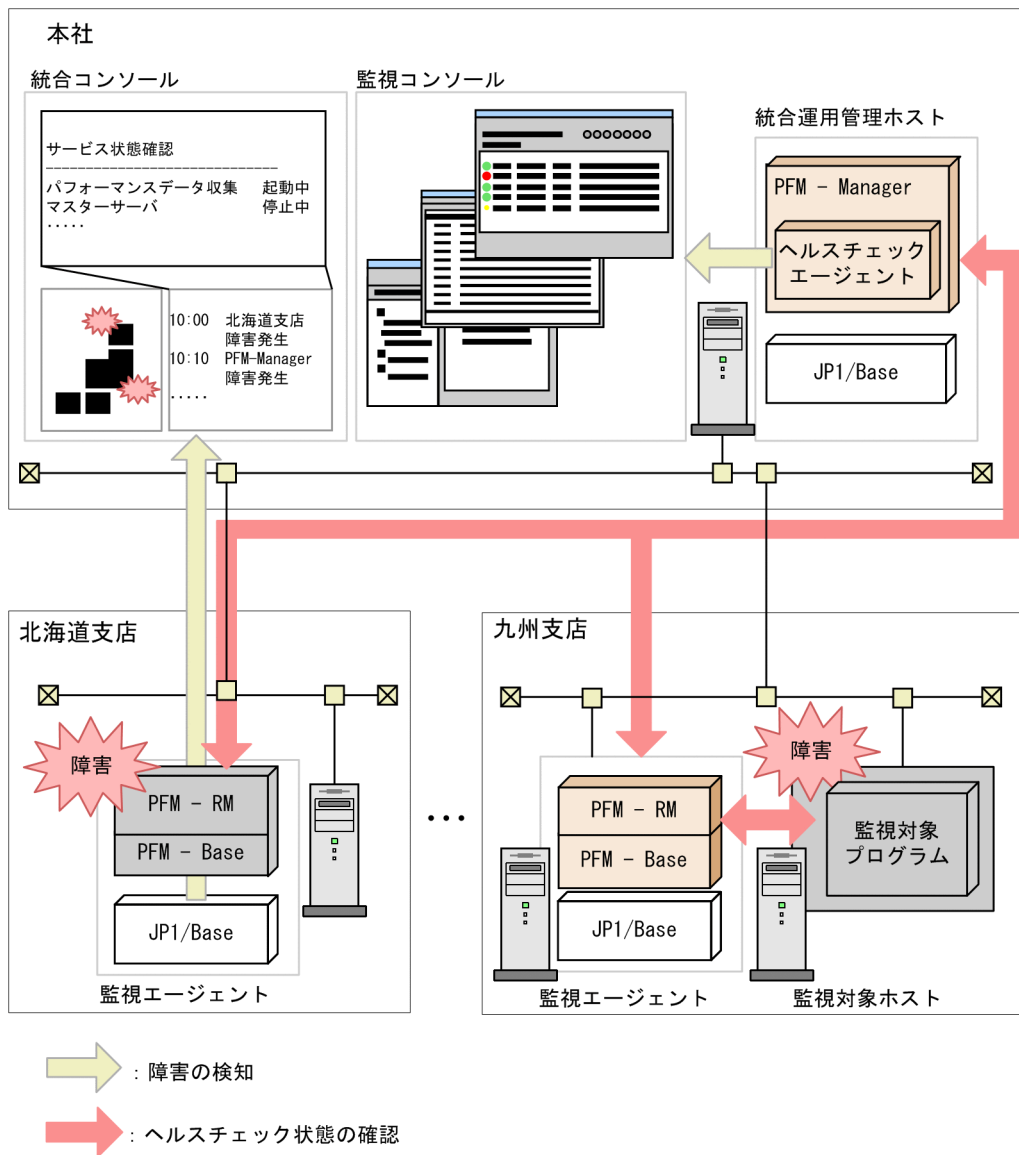 本社
統合コンソール
監視コンソール
統合運用管理ホスト
サービス状態確認
-----------------------------
パフォーマンスデータ収集 起動中
マスターサーバ 停止中
.....
10:00 北海道支店
障害発生
10:10 PFM-Manager
障害発生
.....
PFM - Manager
ヘルスチェック
エージェント
JP1/Base
北海道支店
障害
PFM - RM
PFM - Base
JP1/Base
監視エージェント
...
九州支店
障害
PFM - RM
PFM - Base
JP1/Base
監視エージェント
監視対象
プログラム
監視対象ホスト
: 障害の検知
: ヘルスチェック状態の確認